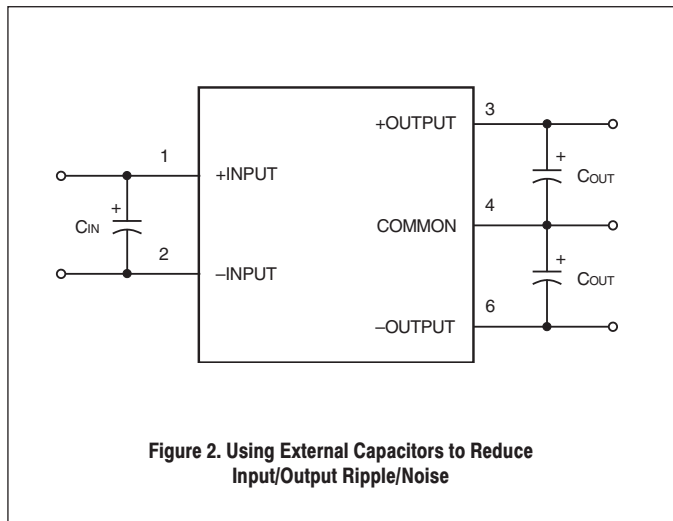 3
+OUTPUT
1
+INPUT
+
COUT
+
CIN
4
COMMON
2
+
COUT
–INPUT
6
–OUTPUT
Figure 2. Using External Capacitors to Reduce
Input/Output Ripple/Noise